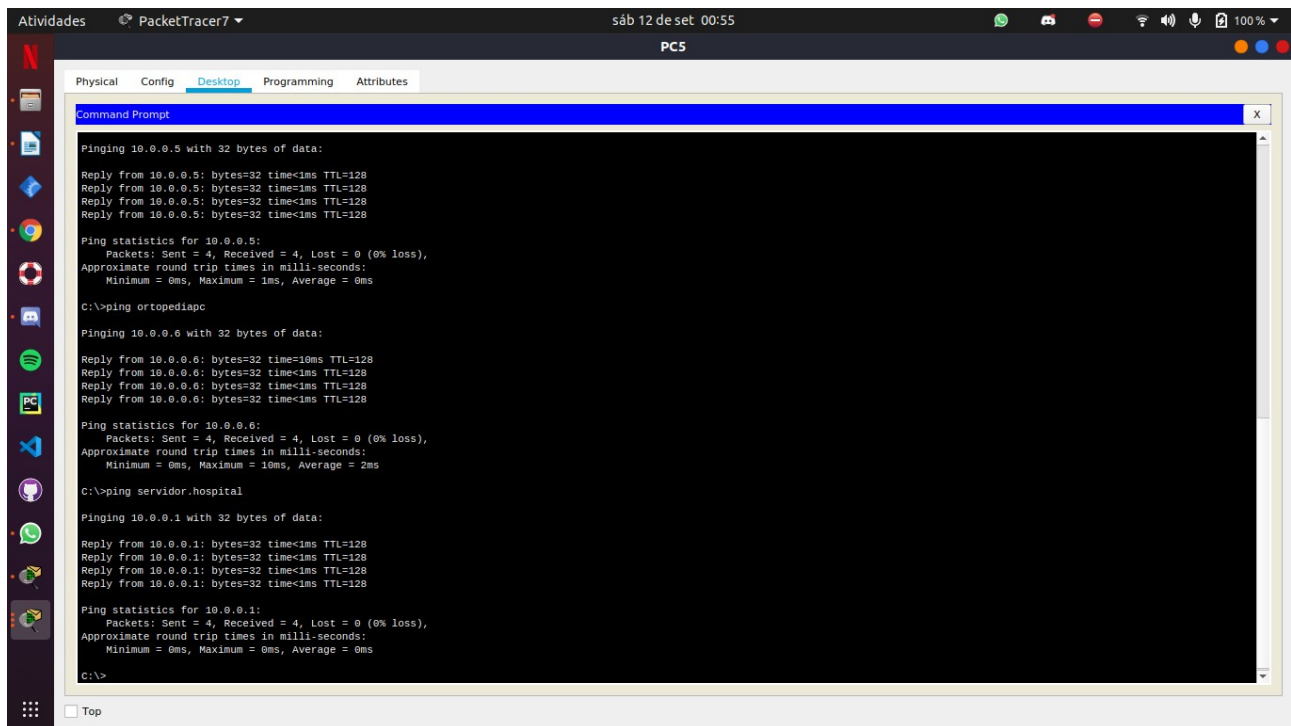 Atividades PacketTracer7 sáb 12 de set 00:55 100 %
PC5
Physical Config Desktop Programming Attributes
Command Prompt X
Pinging 10.0.0.5 with 32 bytes of data:
Reply from 10.0.0.5: bytes=32 time<1ms TTL=128
Reply from 10.0.0.5: bytes=32 time=1ms TTL=128
Reply from 10.0.0.5: bytes=32 time<1ms TTL=128
Reply from 10.0.0.5: bytes=32 time<1ms TTL=128
Ping statistics for 10.0.0.5:
Packets: Sent = 4, Received = 4, Lost = 0 (0% loss),
Approximate round trip times in milli-seconds:
Minimum = 0ms, Maximum = 1ms, Average = 0ms
C:\>ping ortopediapc
Pinging 10.0.0.6 with 32 bytes of data:
Reply from 10.0.0.6: bytes=32 time=10ms TTL=128
Reply from 10.0.0.6: bytes=32 time<1ms TTL=128
Reply from 10.0.0.6: bytes=32 time<1ms TTL=128
Reply from 10.0.0.6: bytes=32 time<1ms TTL=128
Ping statistics for 10.0.0.6:
Packets: Sent = 4, Received = 4, Lost = 0 (0% loss),
Approximate round trip times in milli-seconds:
Minimum = 0ms, Maximum = 10ms, Average = 2ms
C:\>ping servidor.hospital
Pinging 10.0.0.1 with 32 bytes of data:
Reply from 10.0.0.1: bytes=32 time<1ms TTL=128
Reply from 10.0.0.1: bytes=32 time<1ms TTL=128
Reply from 10.0.0.1: bytes=32 time<1ms TTL=128
Reply from 10.0.0.1: bytes=32 time<1ms TTL=128
Ping statistics for 10.0.0.1:
Packets: Sent = 4, Received = 4, Lost = 0 (0% loss),
Approximate round trip times in milli-seconds:
Minimum = 0ms, Maximum = 0ms, Average = 0ms
C:\>
Top